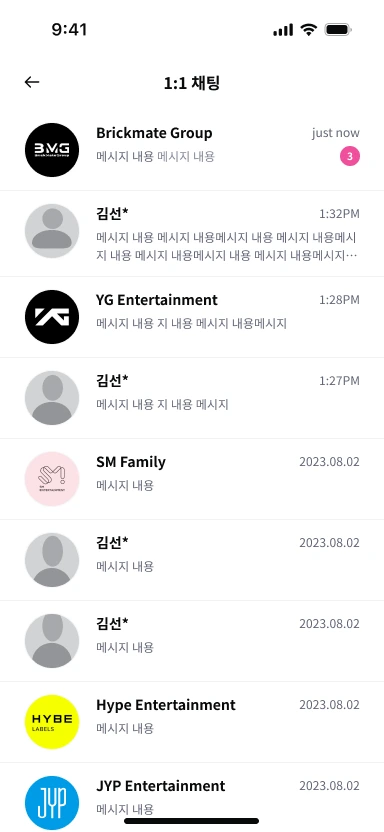 9:41
1:1 채팅
BMG
BrickMateGroup
Brickmate Group
just now
메시지 내용 메시지 내용
3
김선*
1:32PM
메시지 내용 메시지 내용메시지 내용 메시지 내용메시
지 내용 메시지 내용메시지 내용 메시지 내용메시지···
YG
YG Entertainment
1:28PM
메시지 내용 지 내용 메시지 내용메시지
김선*
1:27PM
메시지 내용 지 내용 메시지
SM!
SM
ENTERTAINMENT
SM Family
2023.08.02
메시지 내용
김선*
2023.08.02
메시지 내용
김선*
2023.08.02
메시지 내용
HYBE
LABELS
Hype Entertainment
2023.08.02
메시지 내용
JYP
JYP Entertainment
2023.08.02
메시지 내용